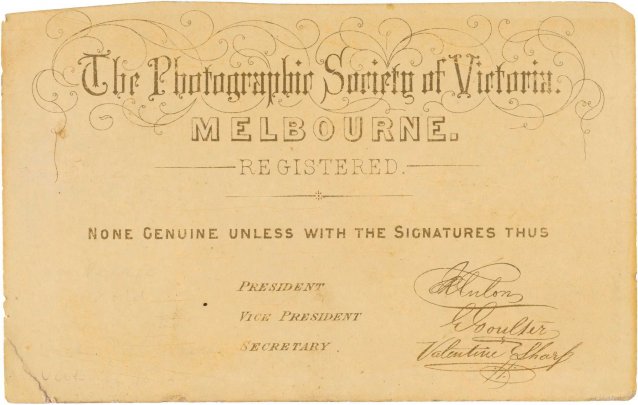 The Photographic Society of Victoria.
MELBOURNE.
REGISTERED.
NONE GENUINE UNLESS WITH THE SIGNATURES THUS
PRESIDENT
VICE PRESIDENT
SECRETARY Valentine Sharp